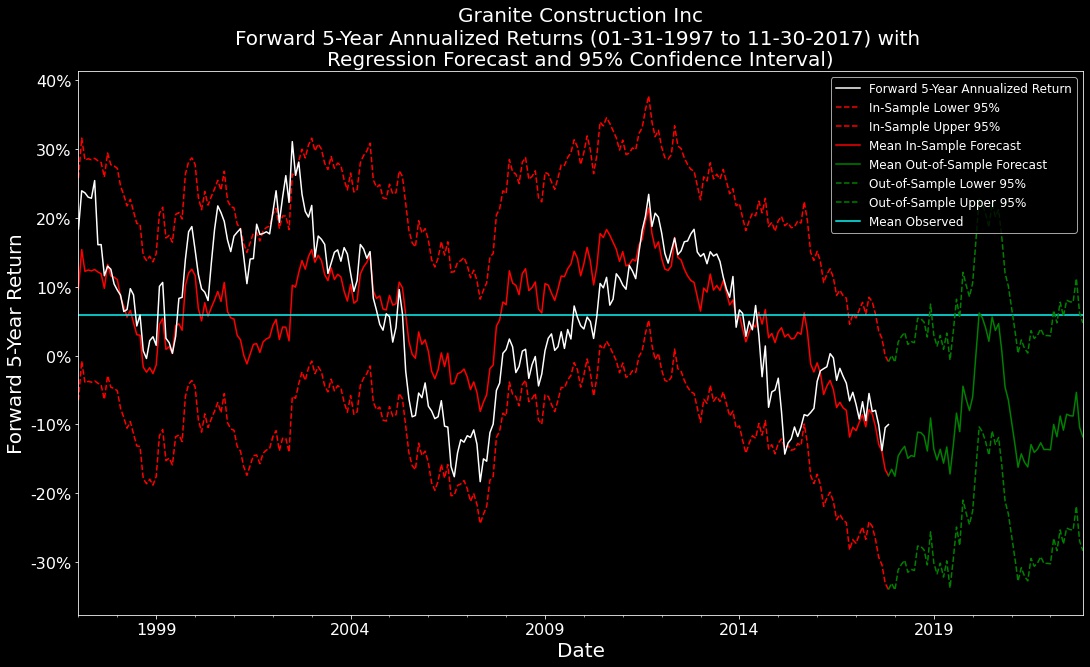 Granite Construction Inc
Forward 5-Year Annualized Returns (01-31-1997 to 11-30-2017) with
Regression Forecast and 95% Confidence Interval)
Forward 5-Year Annualized Return
In-Sample Lower 95%
In-Sample Upper 95%
Mean In-Sample Forecast
Mean Out-of-Sample Forecast
Out-of-Sample Lower 95%
Out-of-Sample Upper 95%
Mean Observed
Forward 5-Year Return
40%
30%
20%
10%
0%
-10%
-20%
-30%
1999 2004 2009 2014 2019
Date